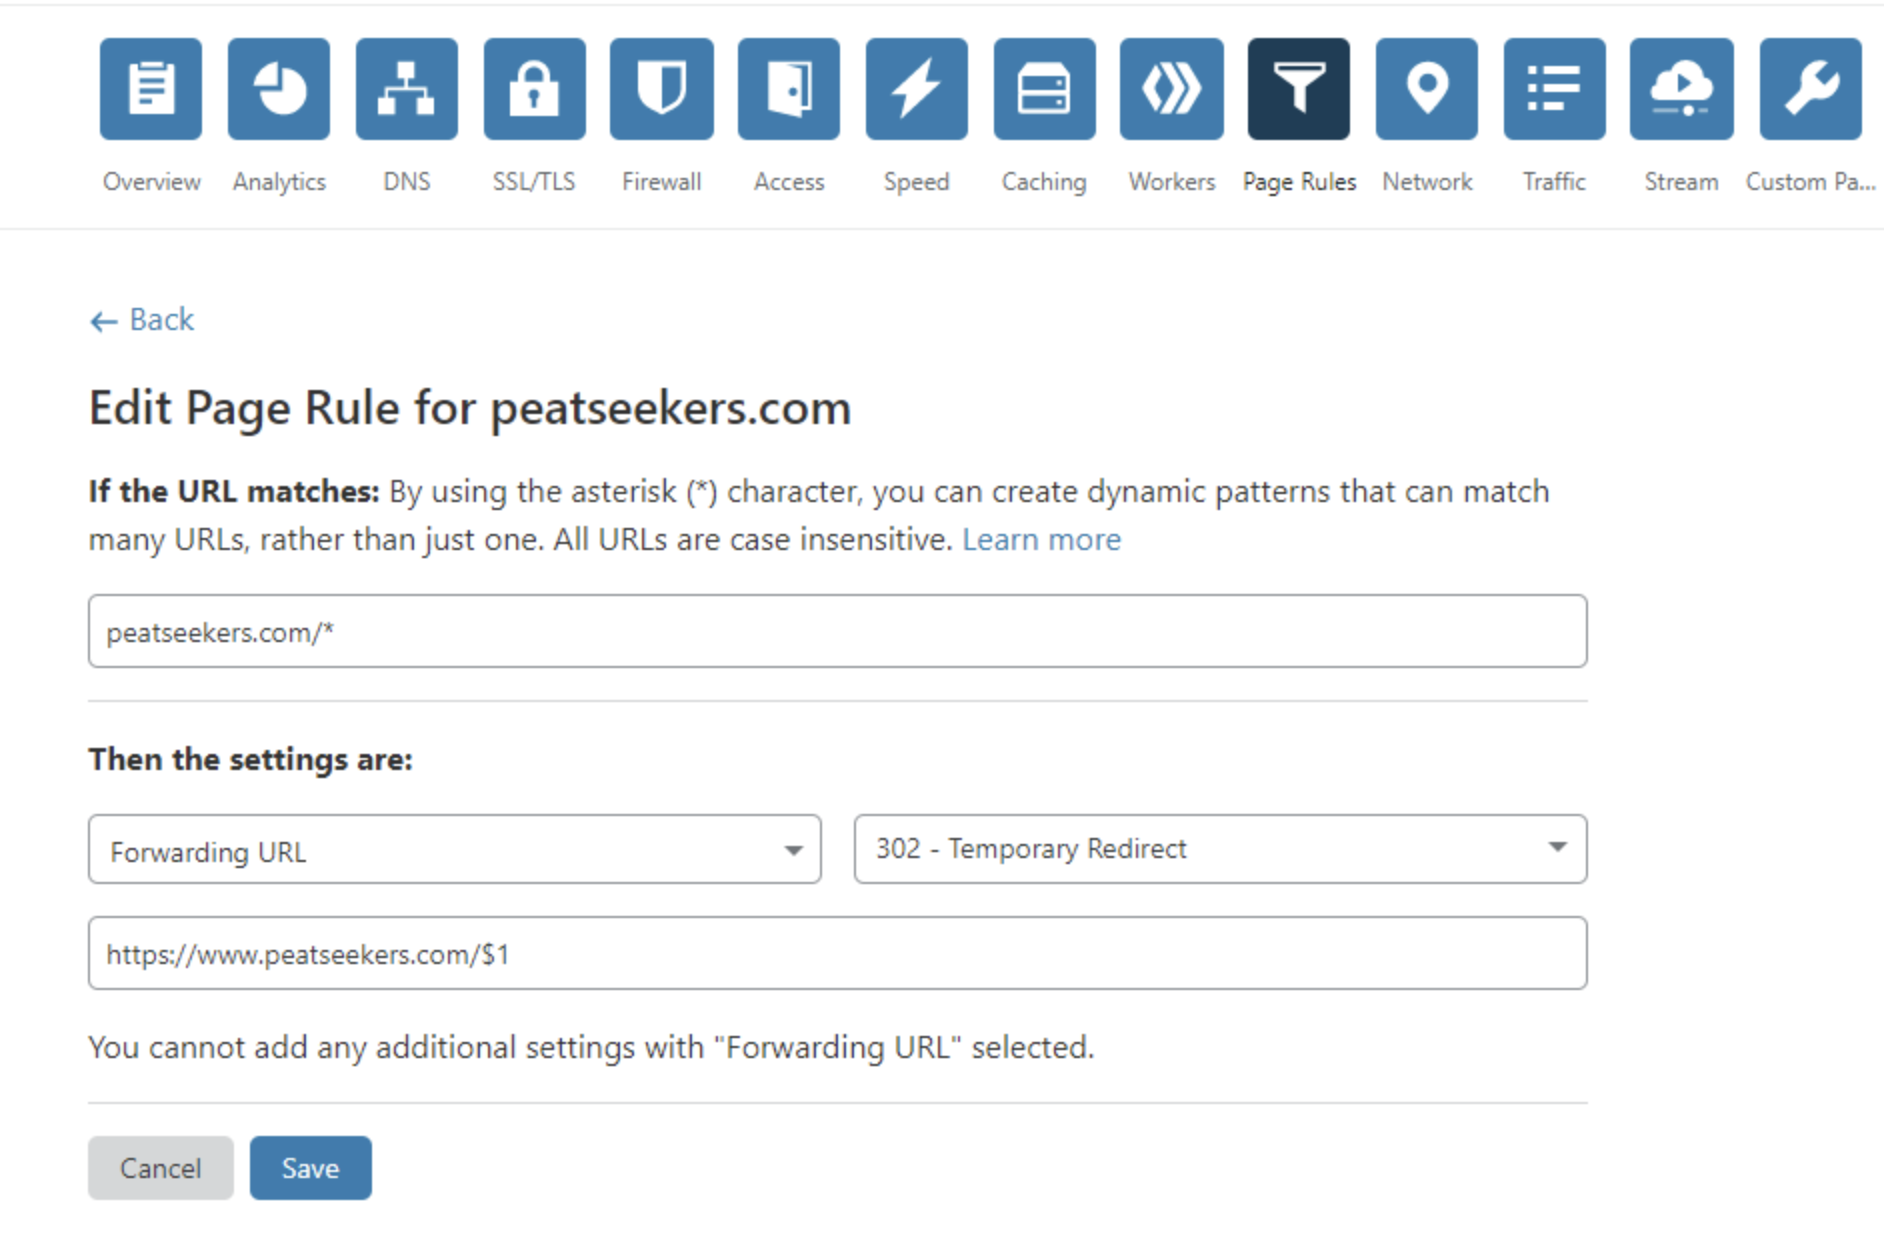 Overview Analytics DNS SSL/TLS Firewall Access Speed Caching Workers Page Rules Network Traffic Stream Custom Pa...
← Back
Edit Page Rule for peatseekers.com
If the URL matches: By using the asterisk (*) character, you can create dynamic patterns that can match
many URLs, rather than just one. All URLs are case insensitive. Learn more
peatseekers.com/*
Then the settings are:
Forwarding URL 302 - Temporary Redirect
https://www.peatseekers.com/$1
You cannot add any additional settings with "Forwarding URL" selected.
Cancel Save